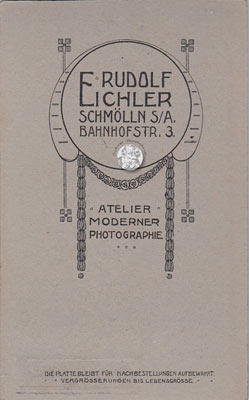 E. RUDOLF
EICHLER
SCHMÖLLN S/A.
BAHNHOFSTR. 3.
ATELIER
MODERNER
PHOTOGRAPHIE
DIE PLATTE BLEIBT FÜR NACHBESTELLUNGEN AUFBEWAHRT.
VERGRÖSSERUNGEN BIS LEBENSGRÖSSE.